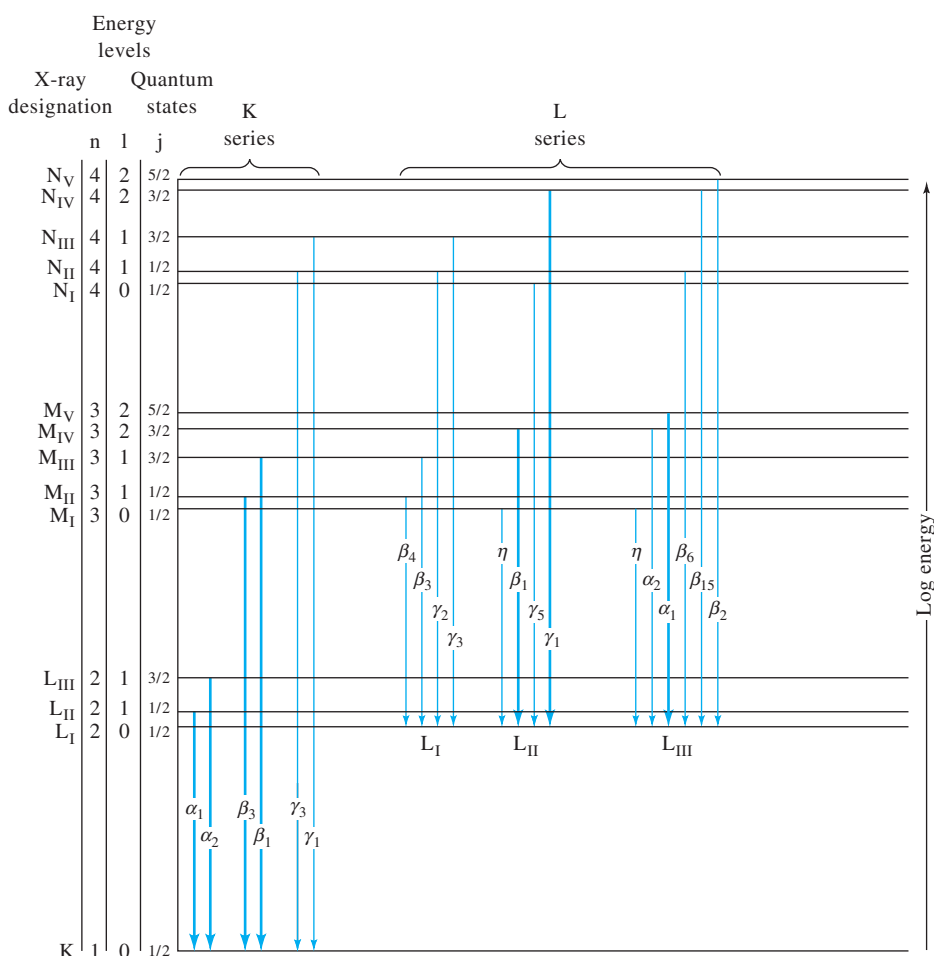 Energy
levels
X-ray designation
Quantum states
K series
L series
n l j
N_V 4 2 5/2
N_IV 4 2 3/2
N_III 4 1 3/2
N_II 4 1 1/2
N_I 4 0 1/2
M_V 3 2 5/2
M_IV 3 2 3/2
M_III 3 1 3/2
M_II 3 1 1/2
M_I 3 0 1/2
β4 β3 γ2 γ3
η β1 γ5 γ1
η α2 α1 β6 β15 β2
L_III 2 1 3/2
L_II 2 1 1/2
L_I 2 0 1/2
L_I L_II L_III
α1 α2 β3 β1 γ3 γ1
K 1 0 1/2
Log energy